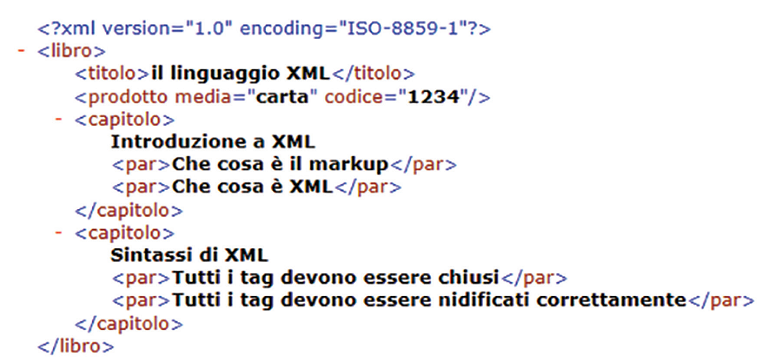 <?xml version="1.0" encoding="ISO-8859-1"?>
- <libro>
<titolo>il linguaggio XML</titolo>
<prodotto media="carta" codice="1234"/>
- <capitolo>
Introduzione a XML
<par>Che cosa è il markup</par>
<par>Che cosa è XML</par>
</capitolo>
- <capitolo>
Sintassi di XML
<par>Tutti i tag devono essere chiusi</par>
<par>Tutti i tag devono essere nidificati correttamente</par>
</capitolo>
</libro>